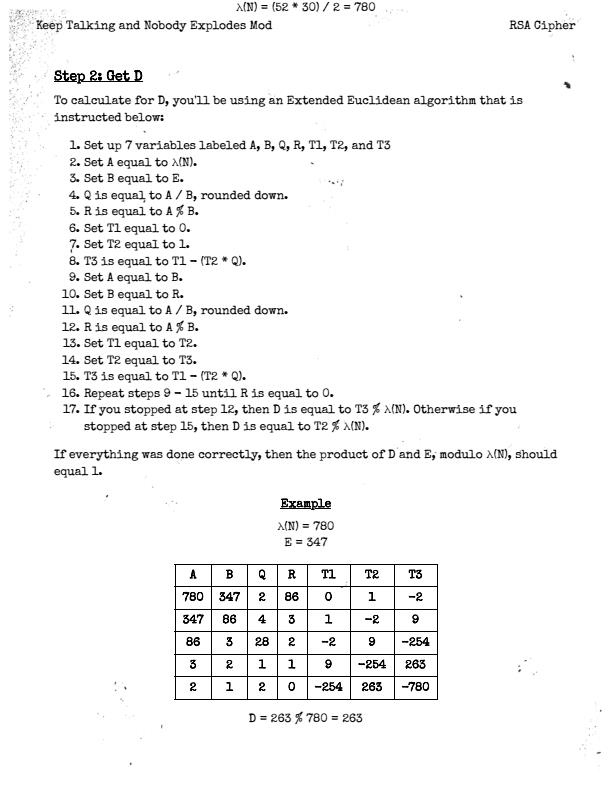 λ(N) = (52 * 30) / 2 = 780
Keep Talking and Nobody Explodes Mod RSA Cipher
Step 2: Get D
To calculate for D, you'll be using an Extended Euclidean algorithm that is
instructed below:
1. Set up 7 variables labeled A, B, Q, R, T1, T2, and T3
2. Set A equal to λ(N).
3. Set B equal to E.
4. Q is equal to A / B, rounded down.
5. R is equal to A % B.
6. Set T1 equal to 0.
7. Set T2 equal to 1.
8. T3 is equal to T1 - (T2 * Q).
9. Set A equal to B.
10. Set B equal to R.
11. Q is equal to A / B, rounded down.
12. R is equal to A % B.
13. Set T1 equal to T2.
14. Set T2 equal to T3.
15. T3 is equal to T1 - (T2 * Q).
16. Repeat steps 9 - 15 until R is equal to 0.
17. If you stopped at step 12, then D is equal to T3 % λ(N). Otherwise if you
stopped at step 15, then D is equal to T2 % λ(N).
If everything was done correctly, then the product of D and E, modulo λ(N), should
equal 1.
Example
λ(N) = 780
E = 347
A B Q R T1 T2 T3
780 347 2 86 0 1 -2
347 86 4 3 1 -2 9
86 3 28 2 -2 9 -254
3 2 1 1 9 -254 263
2 1 2 0 -254 263 -780
D = 263 % 780 = 263